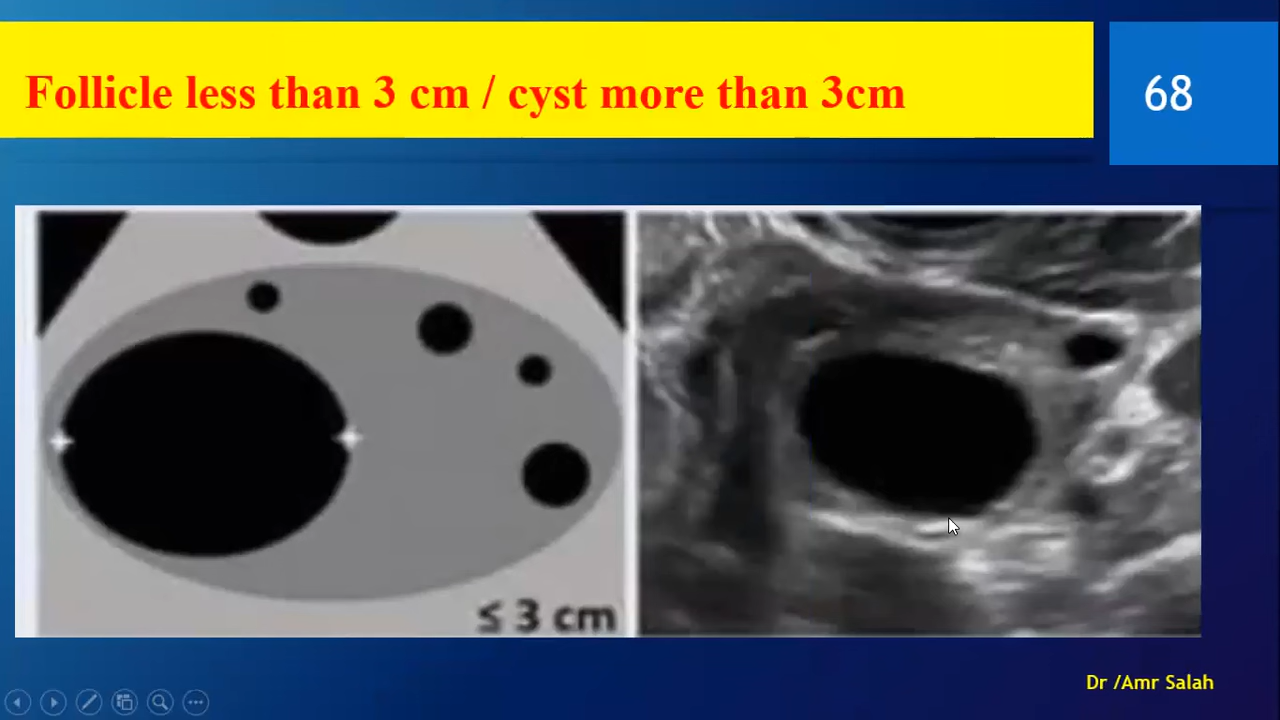 Follicle less than 3 cm / cyst more than 3cm
68
≤ 3 cm
Dr /Amr Salah